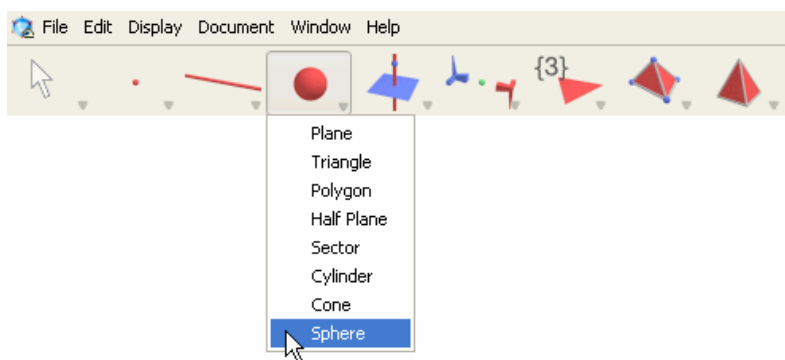 File Edit Display Document Window Help
{3}
Plane
Triangle
Polygon
Half Plane
Sector
Cylinder
Cone
Sphere